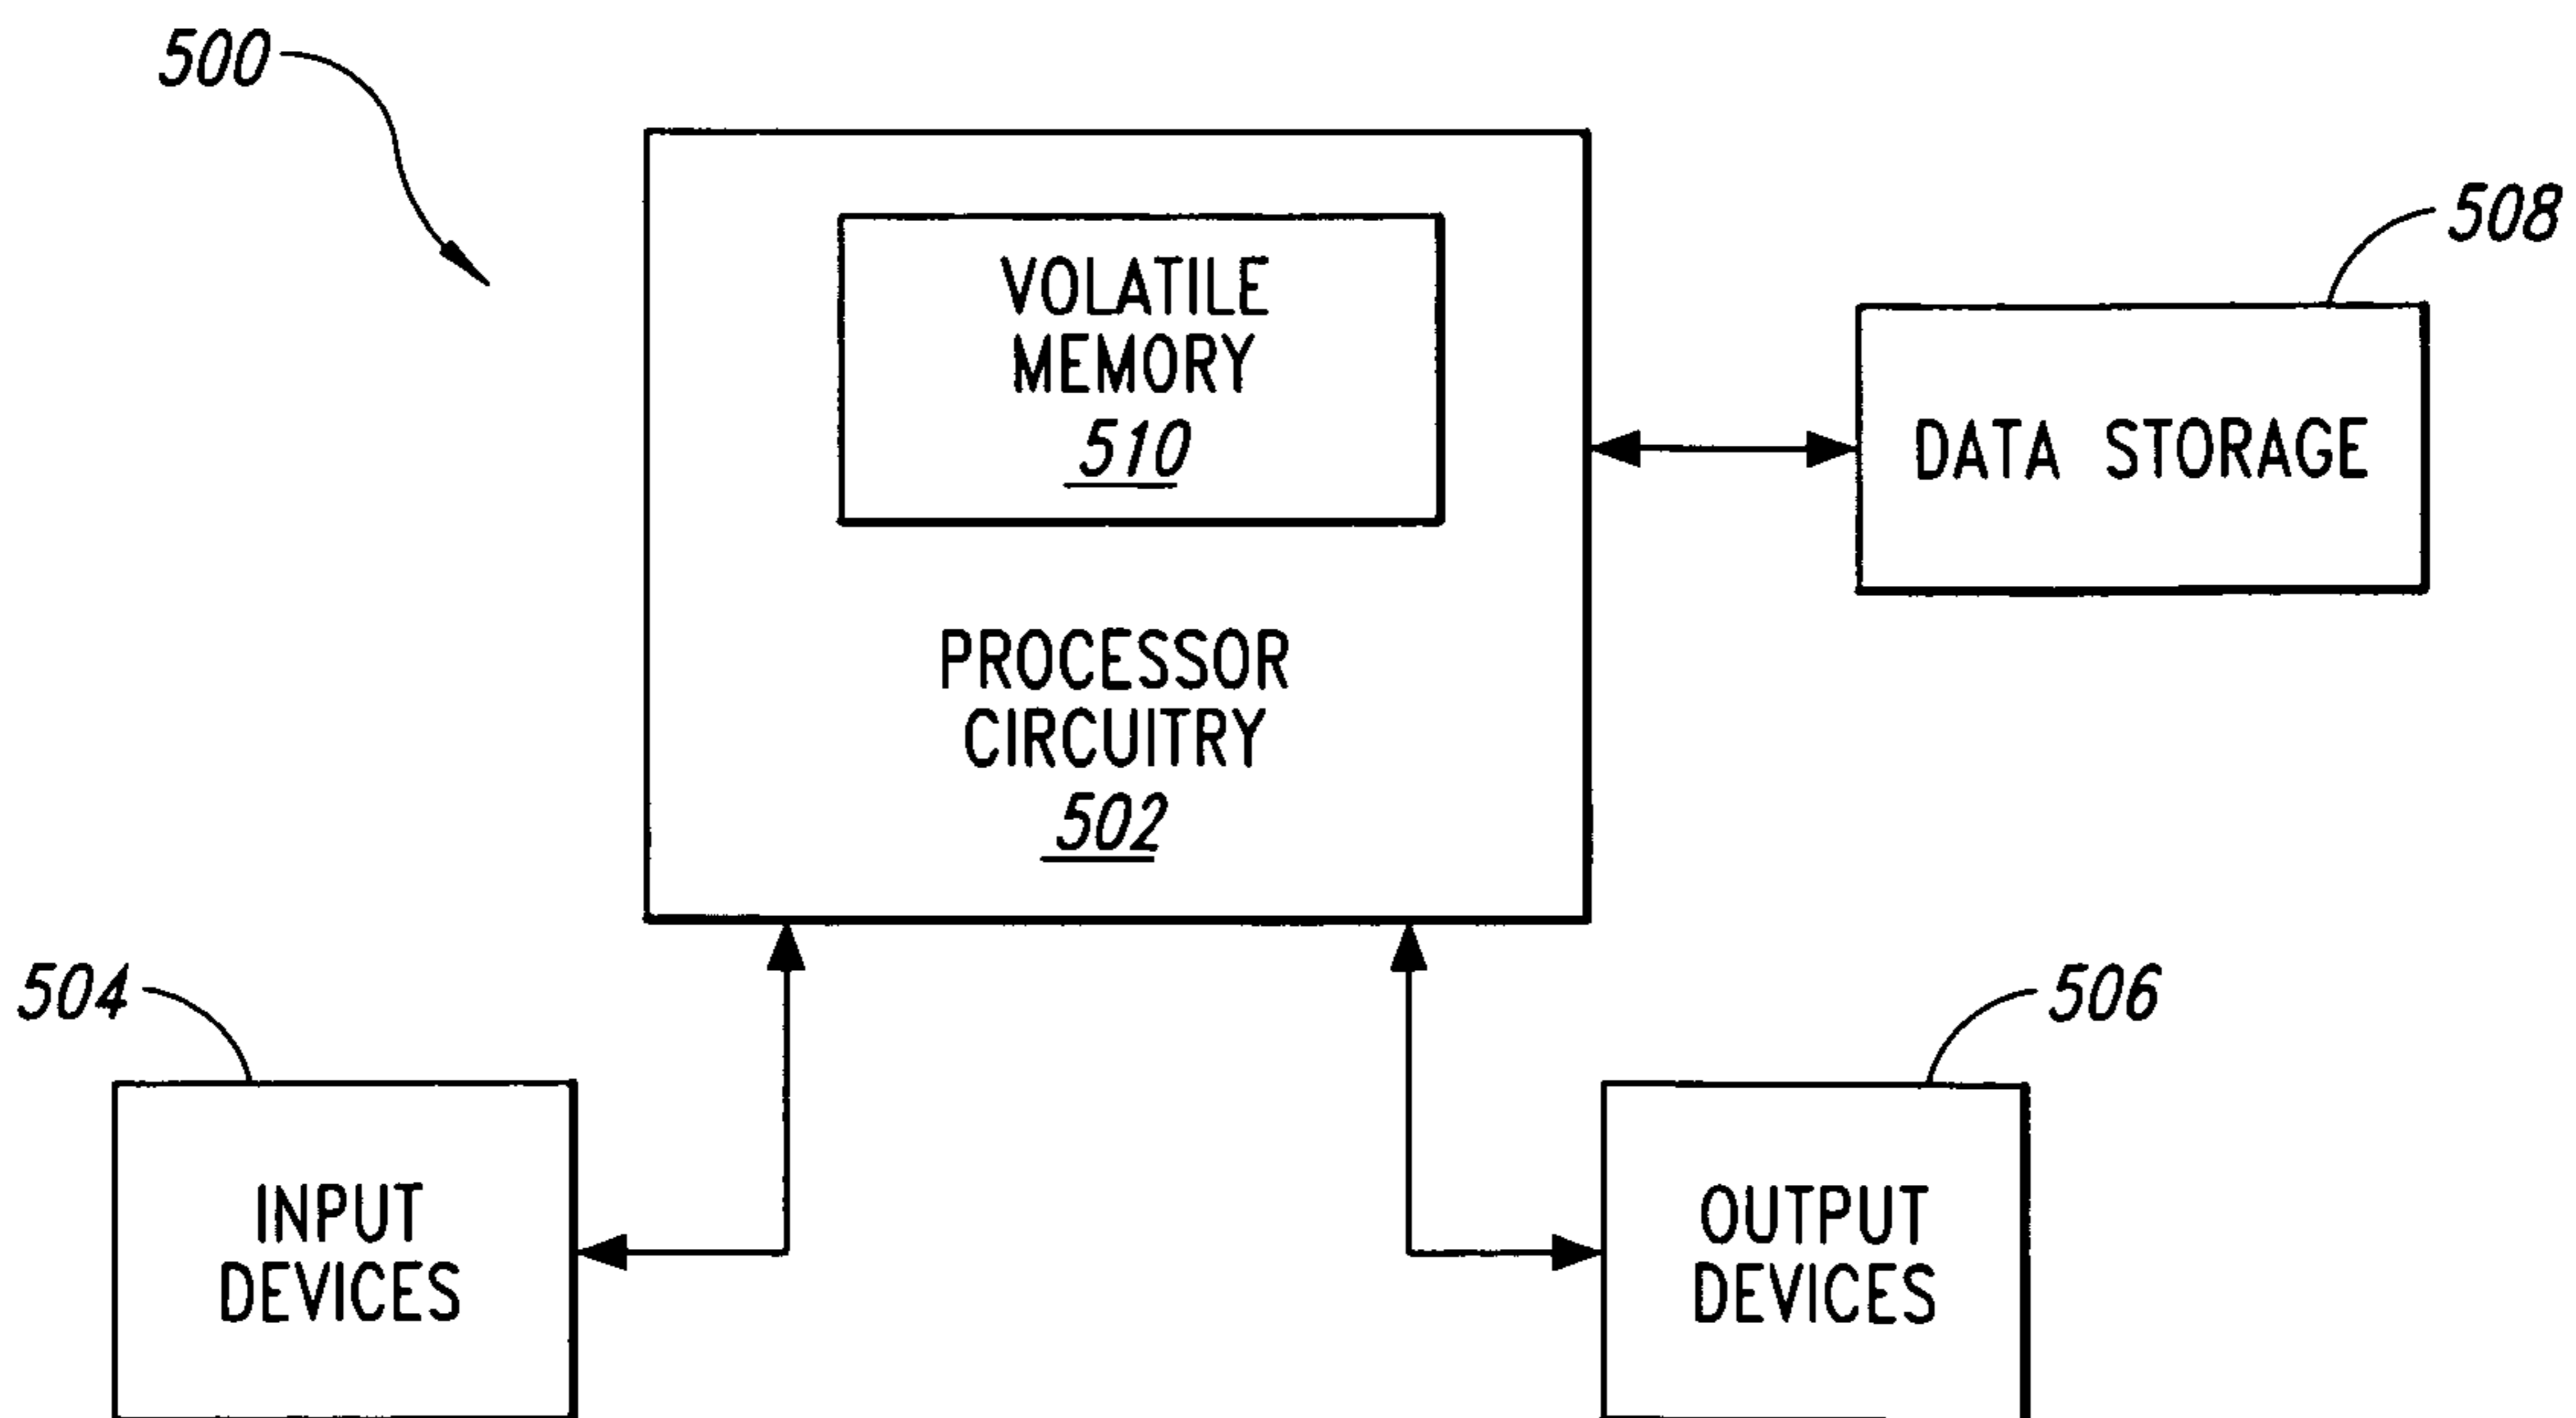 500
VOLATILE
MEMORY
510
508
DATA STORAGE
PROCESSOR
CIRCUITRY
502
504
506
INPUT
DEVICES
OUTPUT
DEVICES